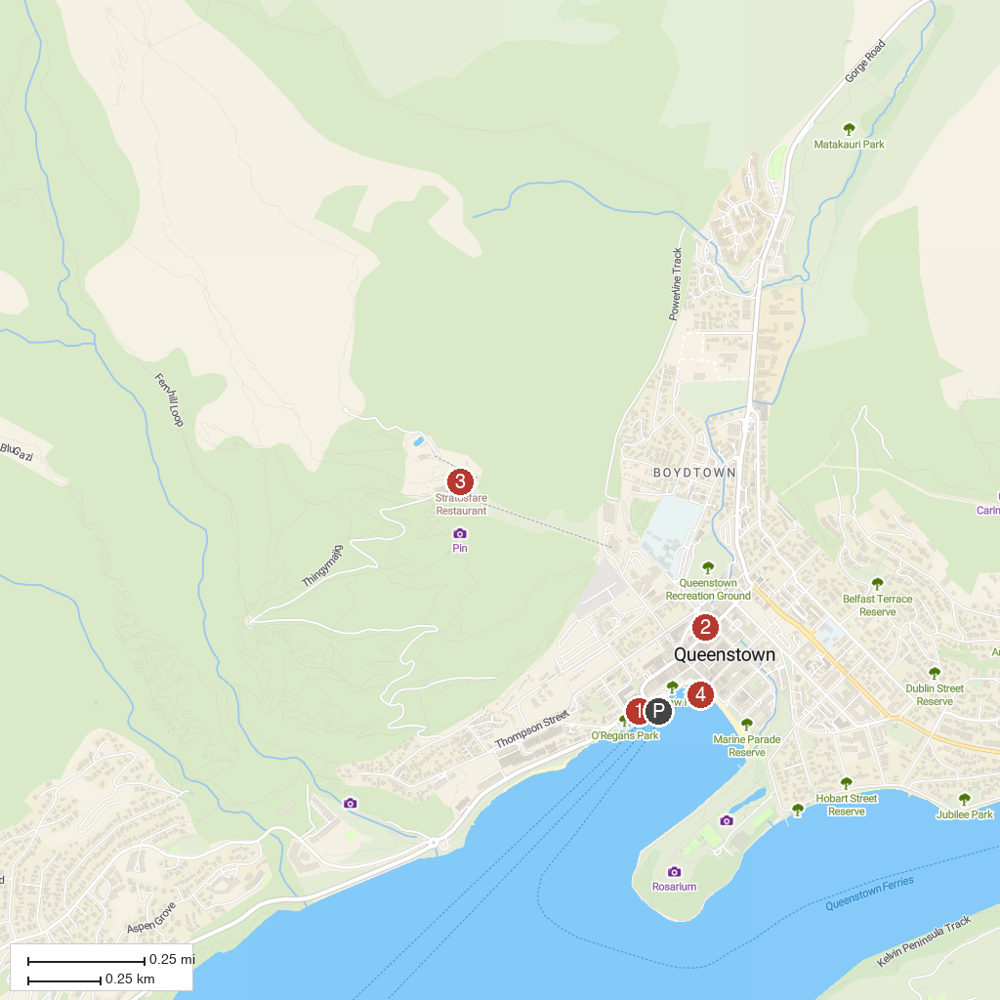 Gorge Road
Matakauri Park
Powerline Track
Fernhill Loop
BluGazi
BOYDTOWN
3
Stratosfare
Restaurant
Pin
Thingymajig
Carin
Queenstown
Recreation Ground
Belfast Terrace
Reserve
2
Queenstown
Dublin Street
Reserve
4
1
P
O'Regans Park
Thompson Street
Marine Parade
Reserve
Hobart Street
Reserve
Jubilee Park
Rosarium
Queenstown Ferries
Aspen Grove
Kelvin Peninsula Track
0.25 mi
0.25 km